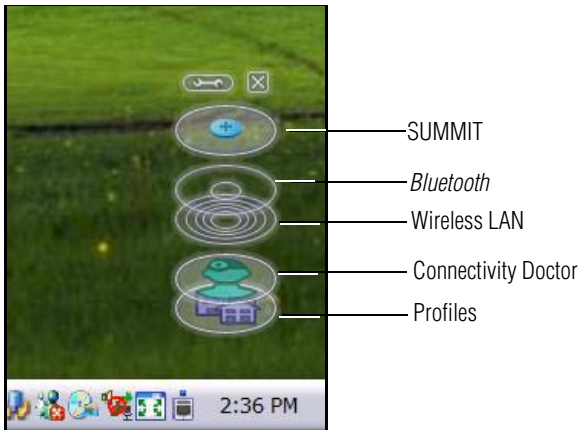 SUMMIT
Bluetooth
Wireless LAN
Connectivity Doctor
Profiles
2:36 PM